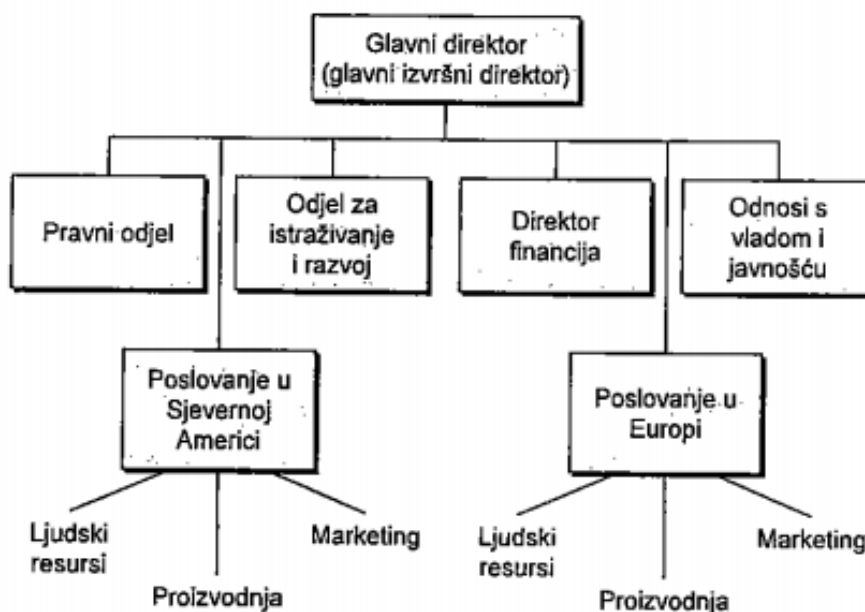 Glavni direktor
(glavni izvršni direktor)
Pravni odjel
Odjel za
istraživanje
i razvoj
Direktor
financija
Odnosi s
vladom i
javnošću
Poslovanje u
Sjevernoj
Americi
Poslovanje u
Europi
Ljudski
resursi
Proizvodnja
Marketing
Ljudski
resursi
Proizvodnja
Marketing